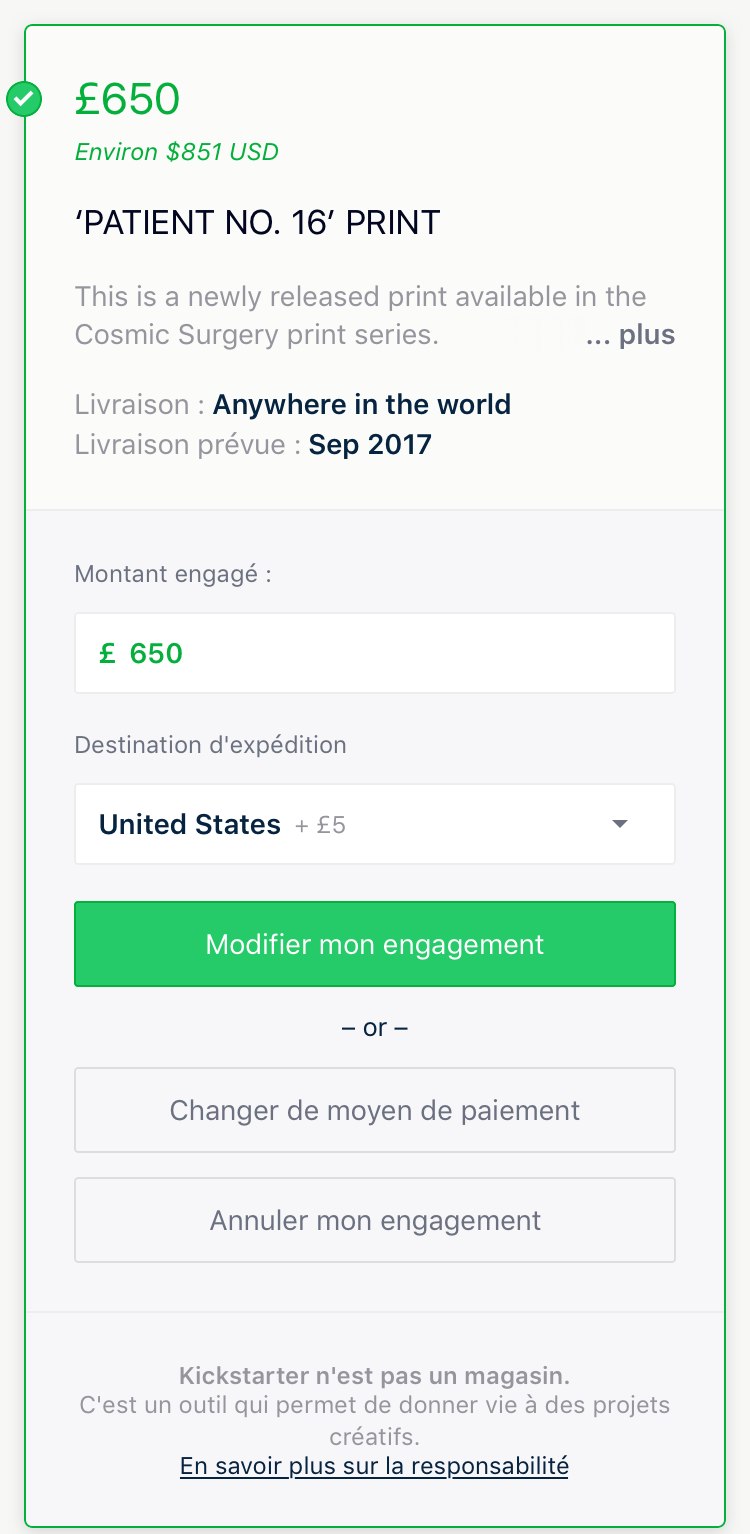 £650
Environ $851 USD
‘PATIENT NO. 16’ PRINT
This is a newly released print available in the
Cosmic Surgery print series. ... plus
Livraison : Anywhere in the world
Livraison prévue : Sep 2017
Montant engagé :
£ 650
Destination d'expédition
United States + £5
Modifier mon engagement
– or –
Changer de moyen de paiement
Annuler mon engagement
Kickstarter n'est pas un magasin.
C'est un outil qui permet de donner vie à des projets
créatifs.
En savoir plus sur la responsabilité